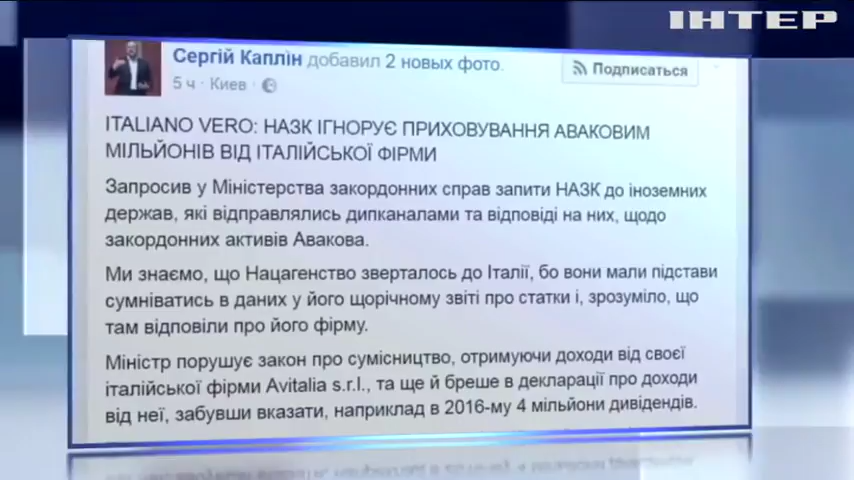 ІНТЕР
Сергій Каплін добавил 2 новых фото.
5 ч · Киев ·
Подписаться
ITALIANO VERO: НАЗК ІГНОРУЄ ПРИХОВУВАННЯ АВАКОВИМ
МІЛЬЙОНІВ ВІД ІТАЛІЙСЬКОЇ ФІРМИ
Запросив у Міністерства закордонних справ запити НАЗК до іноземних
держав, які відправлялись дипканалами та відповіді на них, щодо
закордонних активів Авакова.
Ми знаємо, що Нацагенство зверталось до Італії, бо вони мали підстави
сумніватись в даних у його щорічному звіті про статки і, зрозуміло, що
там відповіли про його фірму.
Міністр порушує закон про сумісництво, отримуючи доходи від своєї
італійської фірми Avitalia s.r.l., та ще й бреше в декларації про доходи
від неї, забувши вказати, наприклад в 2016-му 4 мільйони дивідендів.